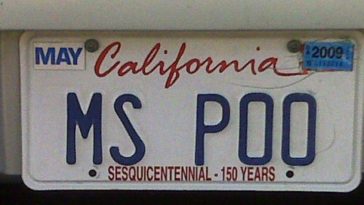 MAY California 2009
MS POO
SESQUICENTENNIAL - 150 YEARS